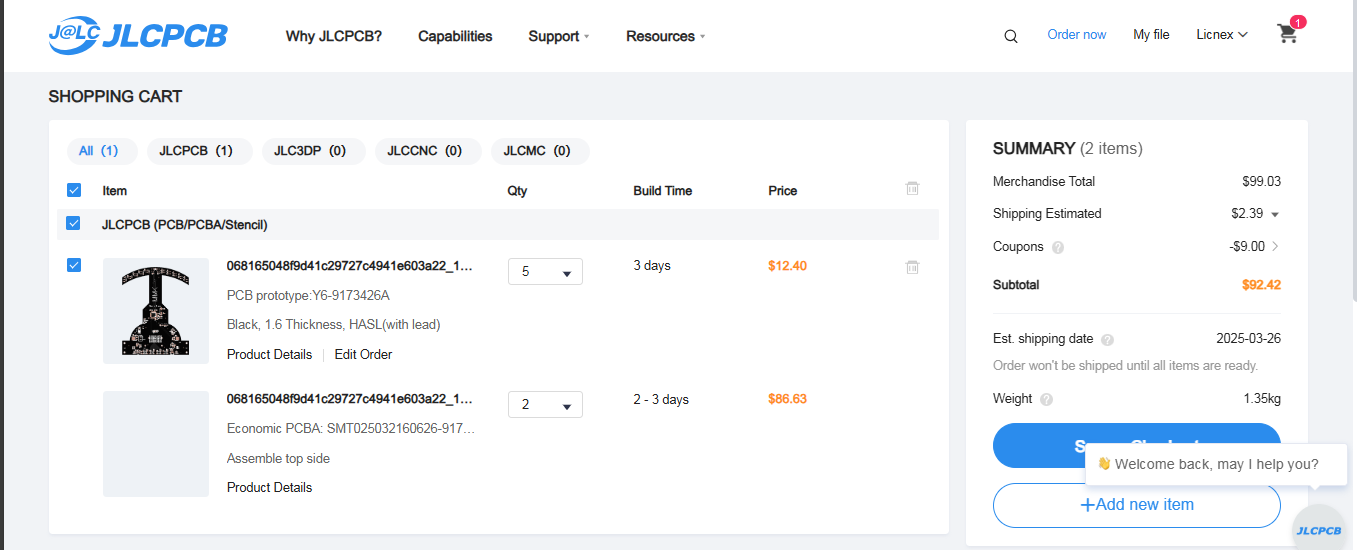 J@LC JLCPCB
Why JLCPCB? Capabilities Support Resources Order now My file Licnex 1
SHOPPING CART
All (1) JLCPCB (1) JLC3DP (0) JLCCNC (0) JLCMC (0)
Item Qty Build Time Price
JLCPCB (PCB/PCBA/Stencil)
068165048f9d41c29727c4941e603a22_1... 5 3 days $12.40
PCB prototype:Y6-9173426A
Black, 1.6 Thickness, HASL(with lead)
Product Details Edit Order
068165048f9d41c29727c4941e603a22_1... 2 2 - 3 days $86.63
Economic PCBA: SMT025032160626-917...
Assemble top side
Product Details
SUMMARY (2 items)
Merchandise Total $99.03
Shipping Estimated $2.39
Coupons ? -$9.00
Subtotal $92.42
Est. shipping date ? 2025-03-26
Order won't be shipped until all items are ready.
Weight ? 1.35kg
👋 Welcome back, may I help you?
+Add new item
JLCPCB